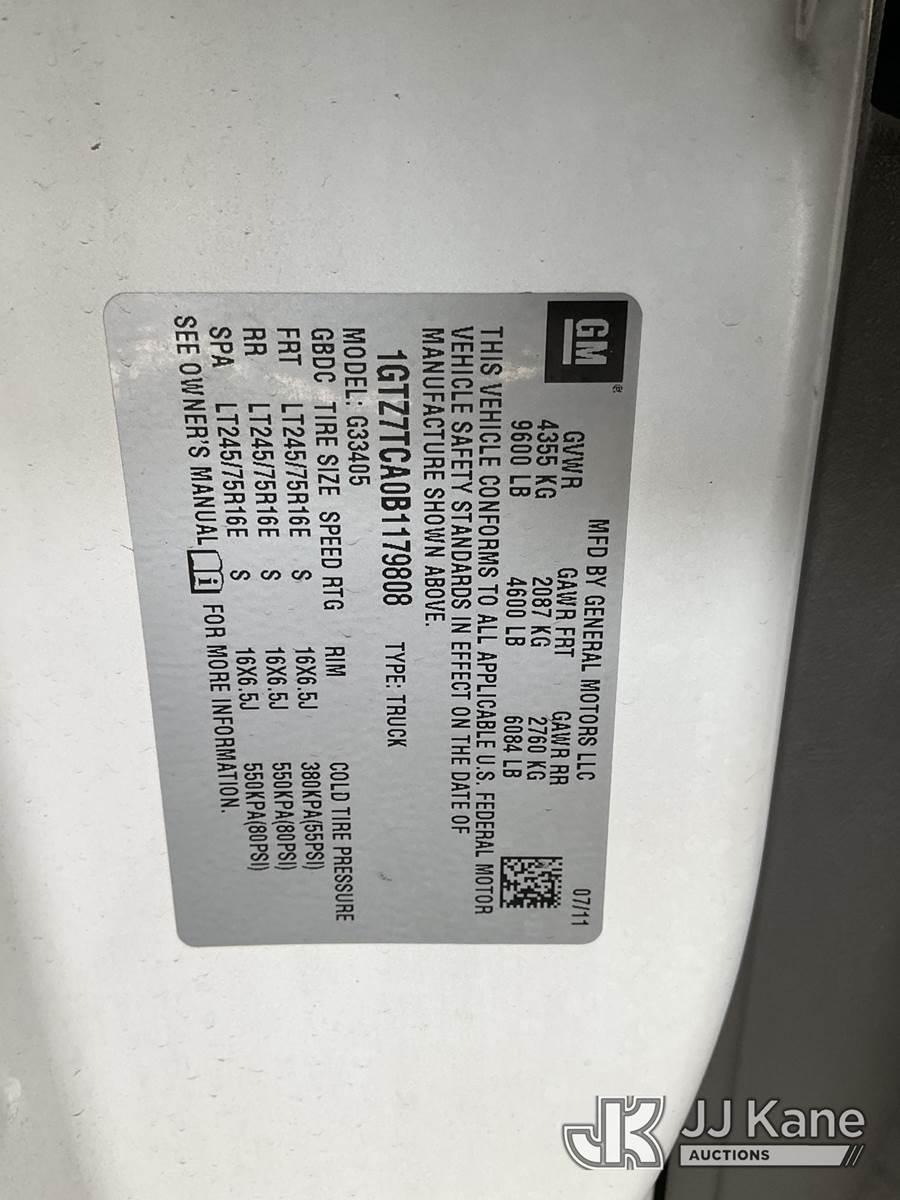 GM®
MFD BY GENERAL MOTORS LLC 07/11
GVWR GAWR FRT GAWR RR
4355 KG 2087 KG 2760 KG
9600 LB 4600 LB 6084 LB
THIS VEHICLE CONFORMS TO ALL APPLICABLE U.S. FEDERAL MOTOR
VEHICLE SAFETY STANDARDS IN EFFECT ON THE DATE OF
MANUFACTURE SHOWN ABOVE.
1GTZ7TCA0B1179808 TYPE: TRUCK
MODEL: G33405
GBDC TIRE SIZE SPEED RTG RIM COLD TIRE PRESSURE
FRT LT245/75R16E S 16X6.5J 380KPA(55PSI)
RR LT245/75R16E S 16X6.5J 550KPA(80PSI)
SPA LT245/75R16E S 16X6.5J 550KPA(80PSI)
SEE OWNER'S MANUAL FOR MORE INFORMATION.
JK JJ Kane
AUCTIONS